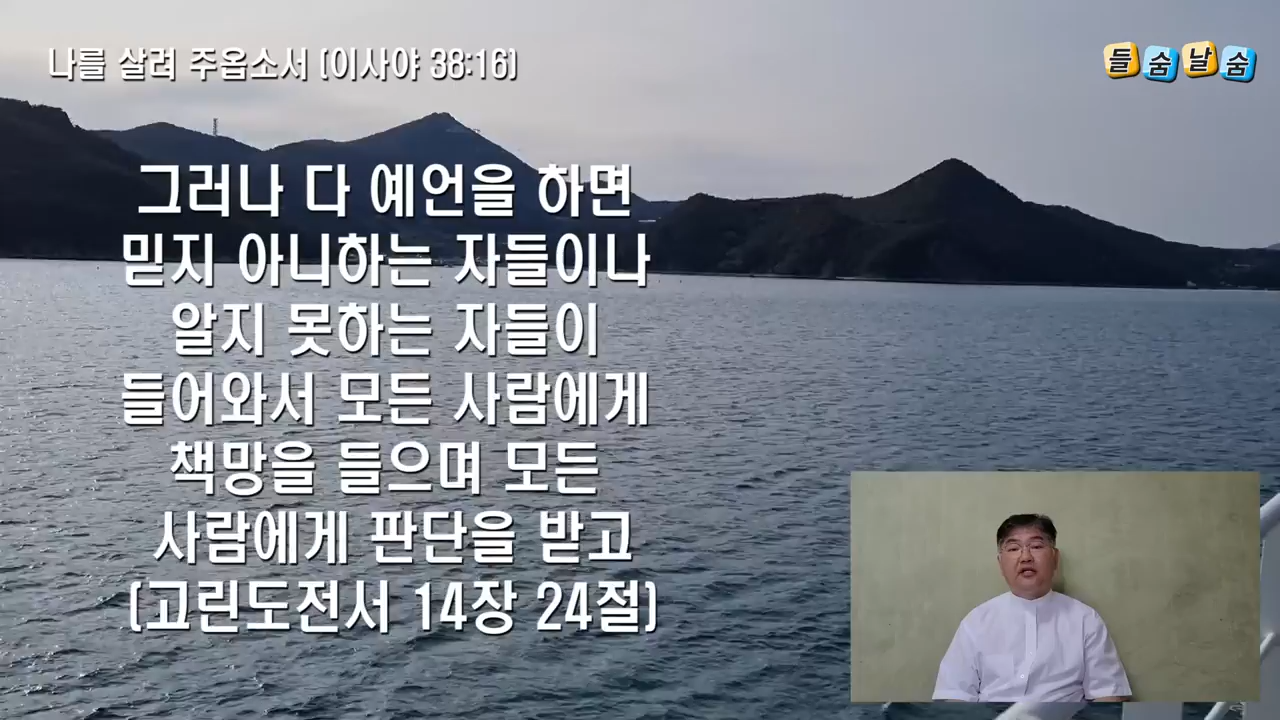 나를 살려 주옵소서 (이사야 38:16)
들숨날숨
그러나 다 예언을 하면
믿지 아니하는 자들이나
알지 못하는 자들이
들어와서 모든 사람에게
책망을 들으며 모든
사람에게 판단을 받고
(고린도전서 14장 24절)